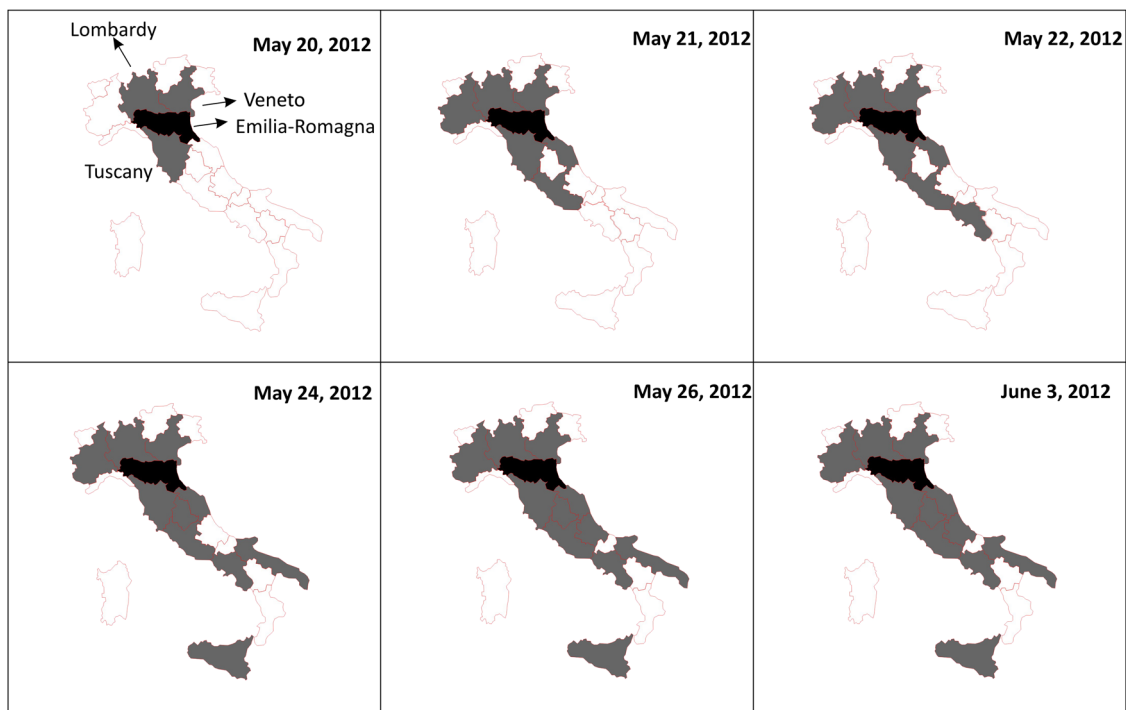 Lombardy
May 20, 2012
Veneto
Emilia-Romagna
Tuscany
May 21, 2012
May 22, 2012
May 24, 2012
May 26, 2012
June 3, 2012